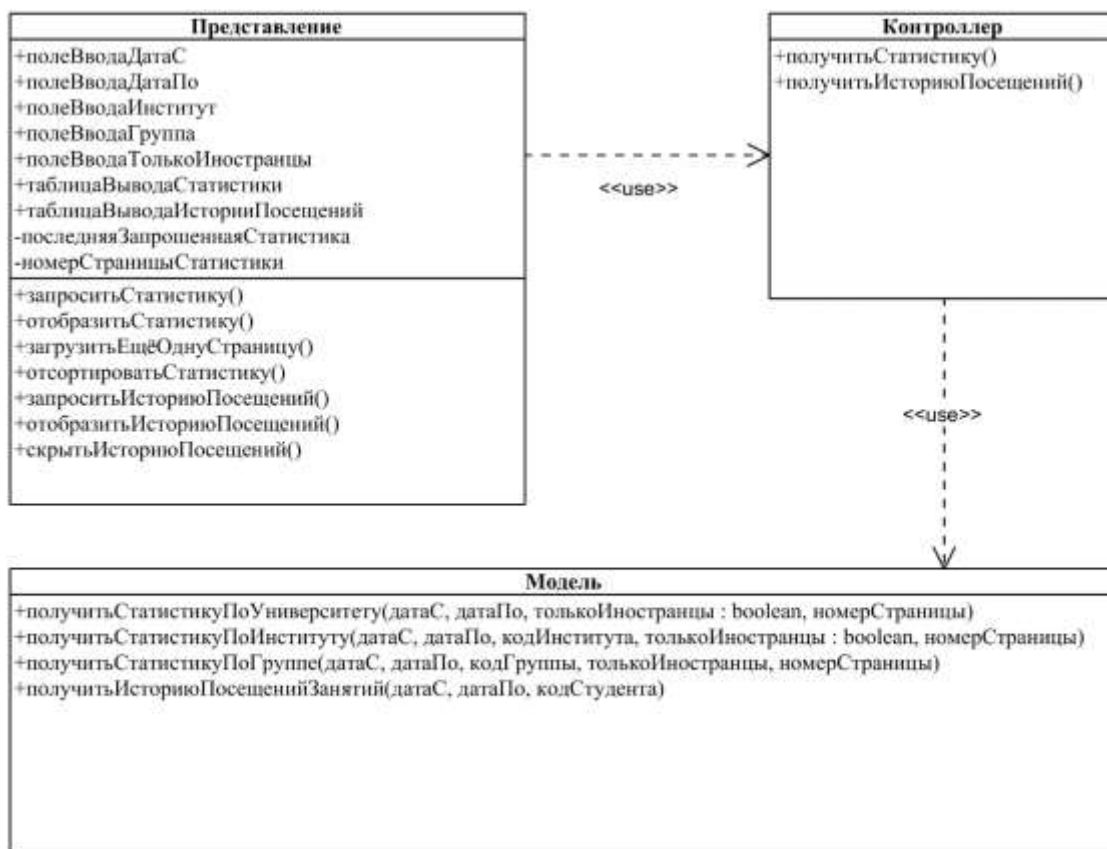 Представление
+полеВводаДатаС
+полеВводаДатаПо
+полеВводаИнститут
+полеВводаГруппа
+полеВводаТолькоИностранцы
+таблицаВыводаСтатистики
+таблицаВыводаИсторииПосещений
-последняяЗапрошеннаяСтатистика
-номерСтраницыСтатистики
+запроситьСтатистику()
+отобразитьСтатистику()
+загрузитьЕщёОднуСтраницу()
+отсортироватьСтатистику()
+запроситьИсториюПосещений()
+отобразитьИсториюПосещений()
+скрытьИсториюПосещений()
<<use>>
Контроллер
+получитьСтатистику()
+получитьИсториюПосещений()
<<use>>
Модель
+получитьСтатистикуПоУниверситету(датаС, датаПо, толькоИностранцы : boolean, номерСтраницы)
+получитьСтатистикуПоИнституту(датаС, датаПо, кодИнститута, толькоИностранцы : boolean, номерСтраницы)
+получитьСтатистикуПоГруппе(датаС, датаПо, кодГруппы, толькоИностранцы, номерСтраницы)
+получитьИсториюПосещенийЗанятий(датаС, датаПо, кодСтудента)